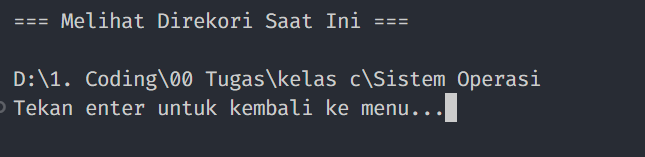 === Melihat Direkori Saat Ini ===
D:\1. Coding\00 Tugas\kelas c\Sistem Operasi
Tekan enter untuk kembali ke menu...